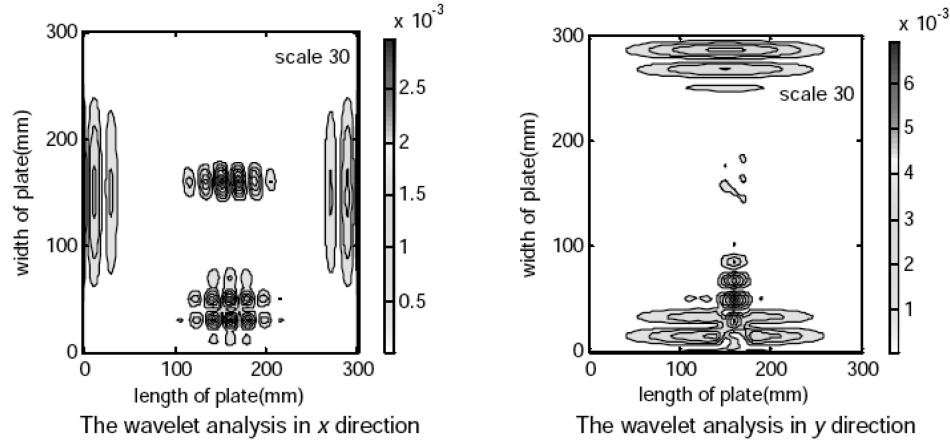 x 10⁻³
300
scale 30
200
100
0
width of plate(mm)
0 100 200 300
length of plate(mm)
2.5
2
1.5
1
0.5
The wavelet analysis in x direction
x 10⁻³
300
scale 30
200
100
0
width of plate(mm)
100 200 300
length of plate(mm)
6
5
4
3
2
1
The wavelet analysis in y direction